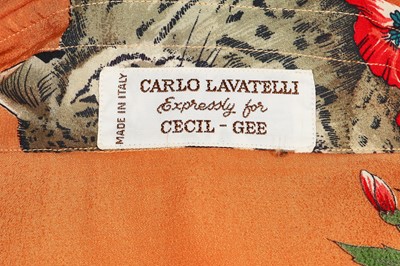 MADE IN ITALY
CARLO LAVATELLI
Expressly for
CECIL - GEE